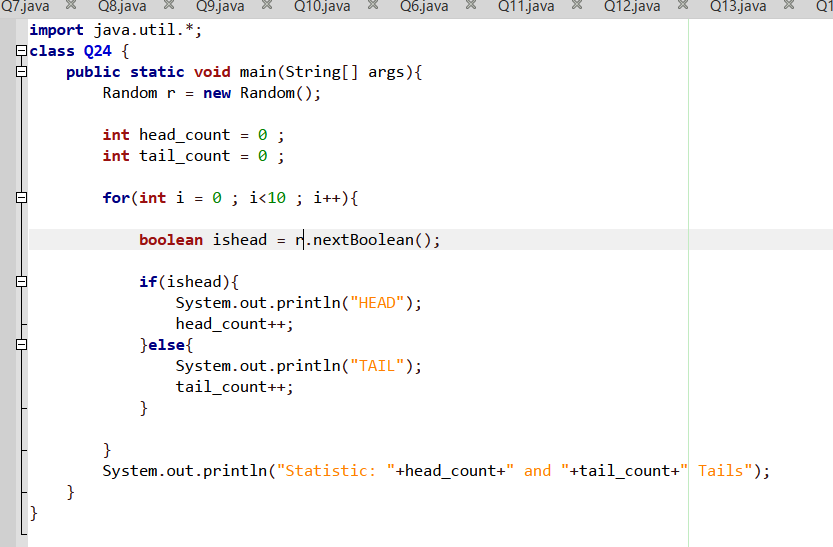 Q7.java Q8.java Q9.java Q10.java Q6.java Q11.java Q12.java Q13.java
import java.util.*;
class Q24 {
    public static void main(String[] args){
        Random r = new Random();
        int head_count = 0 ;
        int tail_count = 0 ;
        for(int i = 0 ; i<10 ; i++){
            boolean ishead = r.nextBoolean();
            if(ishead){
                System.out.println("HEAD");
                head_count++;
            }else{
                System.out.println("TAIL");
                tail_count++;
            }
        }
        System.out.println("Statistic: "+head_count+" and "+tail_count+" Tails");
    }
}